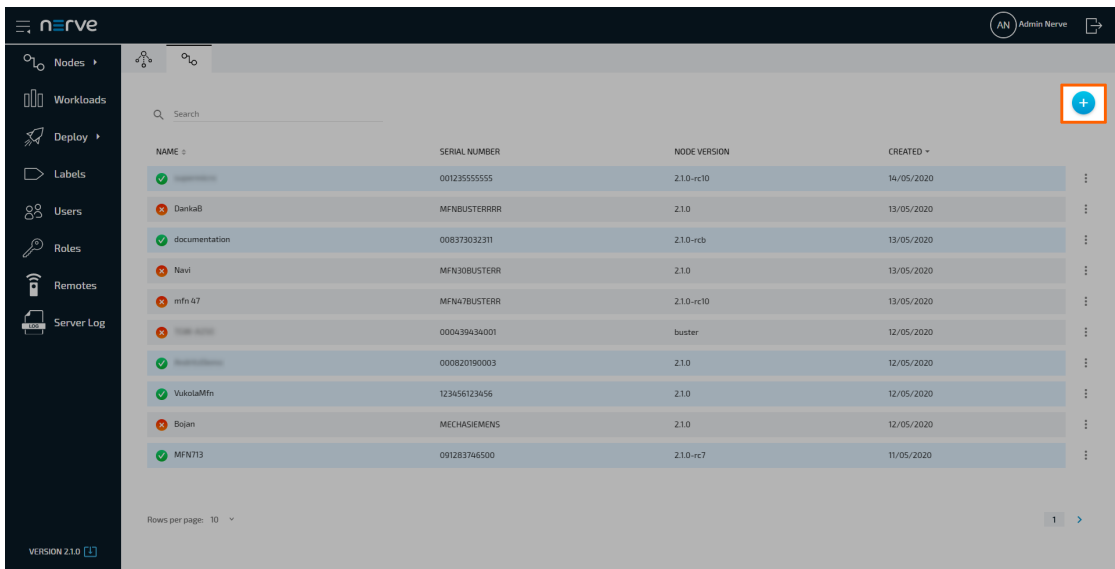 nerve
AN Admin Nerve
Nodes
Workloads
Deploy
Labels
Users
Roles
Remotes
LOG Server Log
VERSION 2.1.0
Search
+
NAME SERIAL NUMBER NODE VERSION CREATED
001235555555 2.1.0-rc10 14/05/2020
DankaB MFNBUSTERRRR 2.1.0 13/05/2020
documentation 008373032311 2.1.0-rcb 13/05/2020
Navi MFN30BUSTERR 2.1.0 13/05/2020
mfn 47 MFN47BUSTERR 2.1.0-rc10 13/05/2020
000439434001 buster 12/05/2020
000820190003 2.1.0 12/05/2020
VukolaMfn 123456123456 2.1.0 12/05/2020
Bojan MECHASIEMENS 2.1.0 12/05/2020
MFN713 091283746500 2.1.0-rc7 11/05/2020
Rows per page: 10 1 >